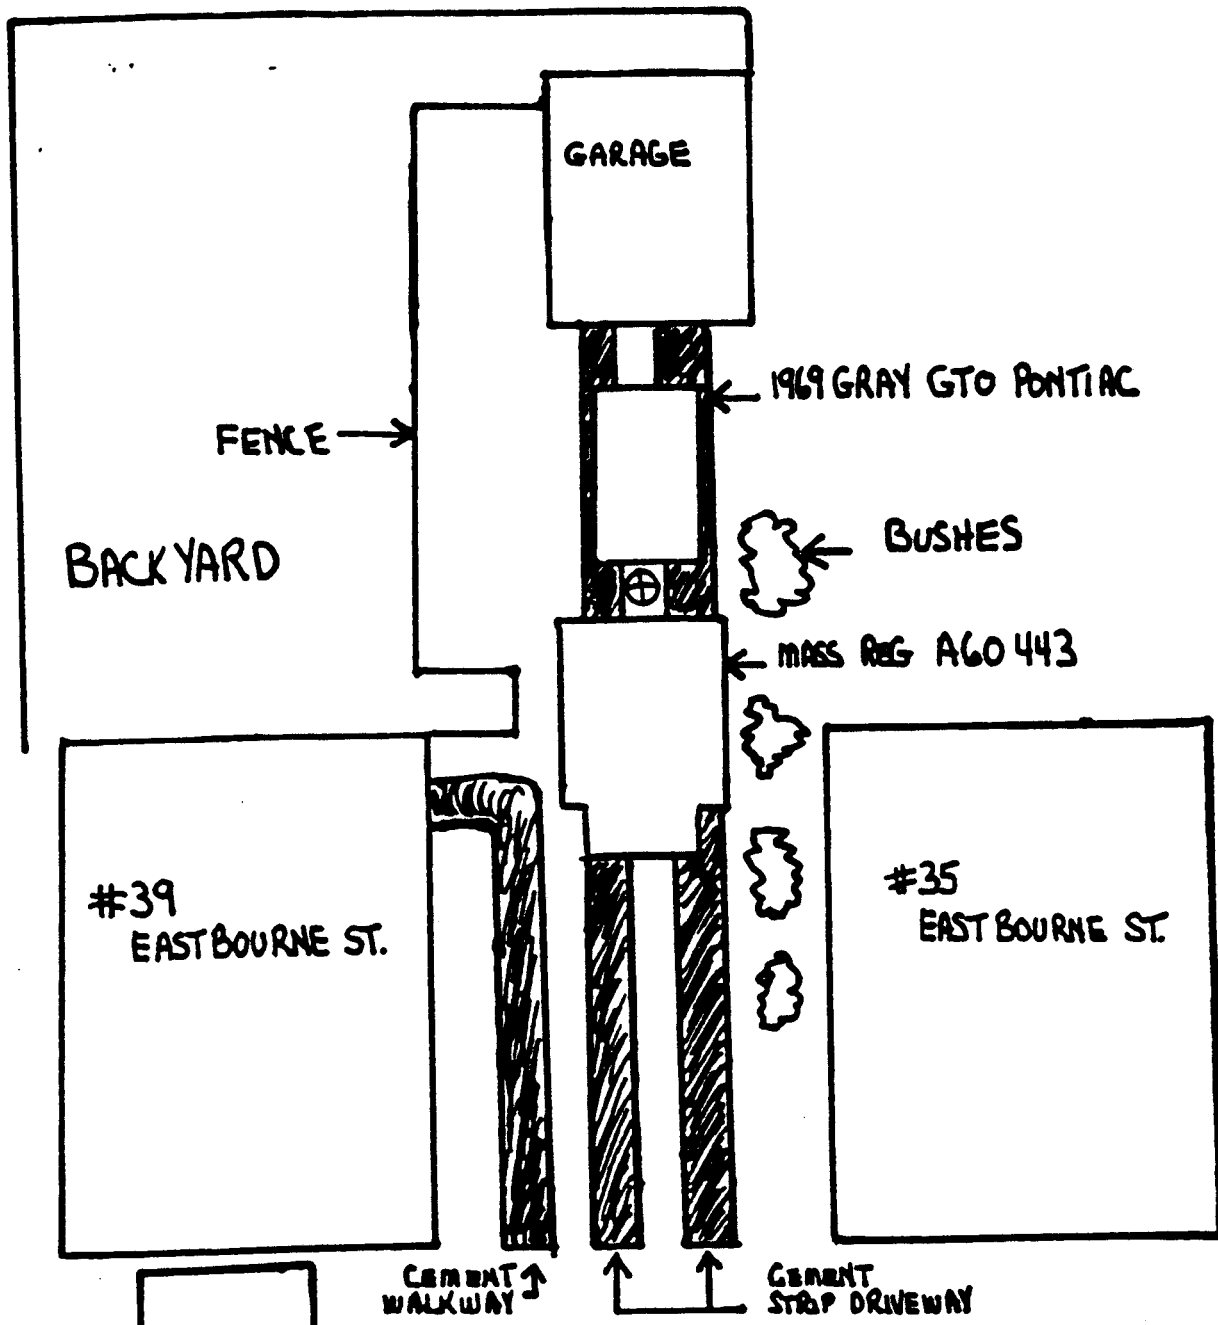 GARAGE
1969 GRAY GTO PONTIAC
FENCE
BUSHES
BACKYARD
MASS REG A60 443
#39
EASTBOURNE ST.
#35
EASTBOURNE ST.
CEMENT
WALKWAY
CEMENT
STRIP DRIVEWAY